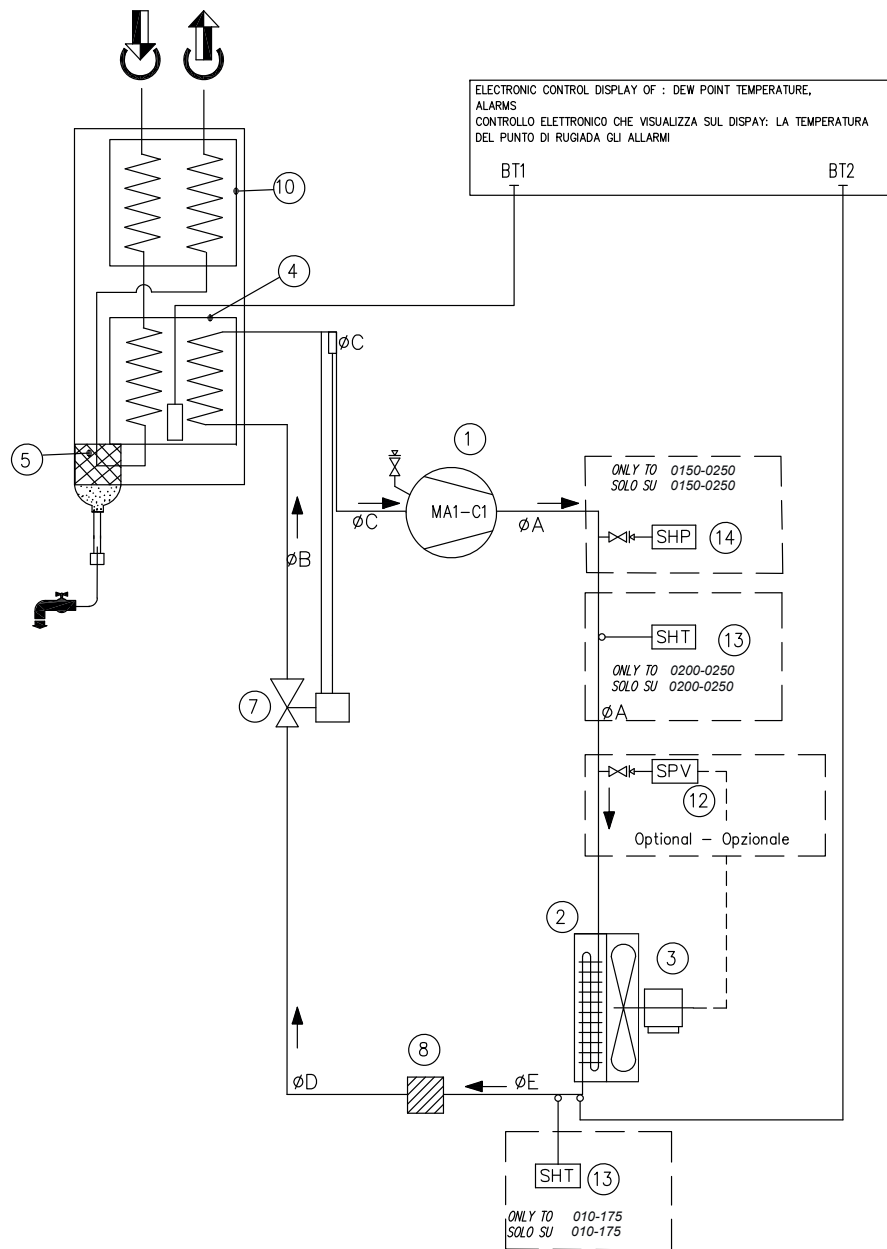 ELECTRONIC CONTROL DISPLAY OF : DEW POINT TEMPERATURE,
ALARMS
CONTROLLO ELETTRONICO CHE VISUALIZZA SUL DISPAY: LA TEMPERATURA
DEL PUNTO DI RUGIADA GLI ALLARMI
BT1
BT2
10
4
øC
1
5
MA1-C1
øC
øA
ONLY TO 0150-0250
SOLO SU 0150-0250
SHP
14
øB
SHT
13
ONLY TO 0200-0250
SOLO SU 0200-0250
7
øA
SPV
12
Optional - Opzionale
2
3
8
øD
øE
SHT
13
ONLY TO 010-175
SOLO SU 010-175